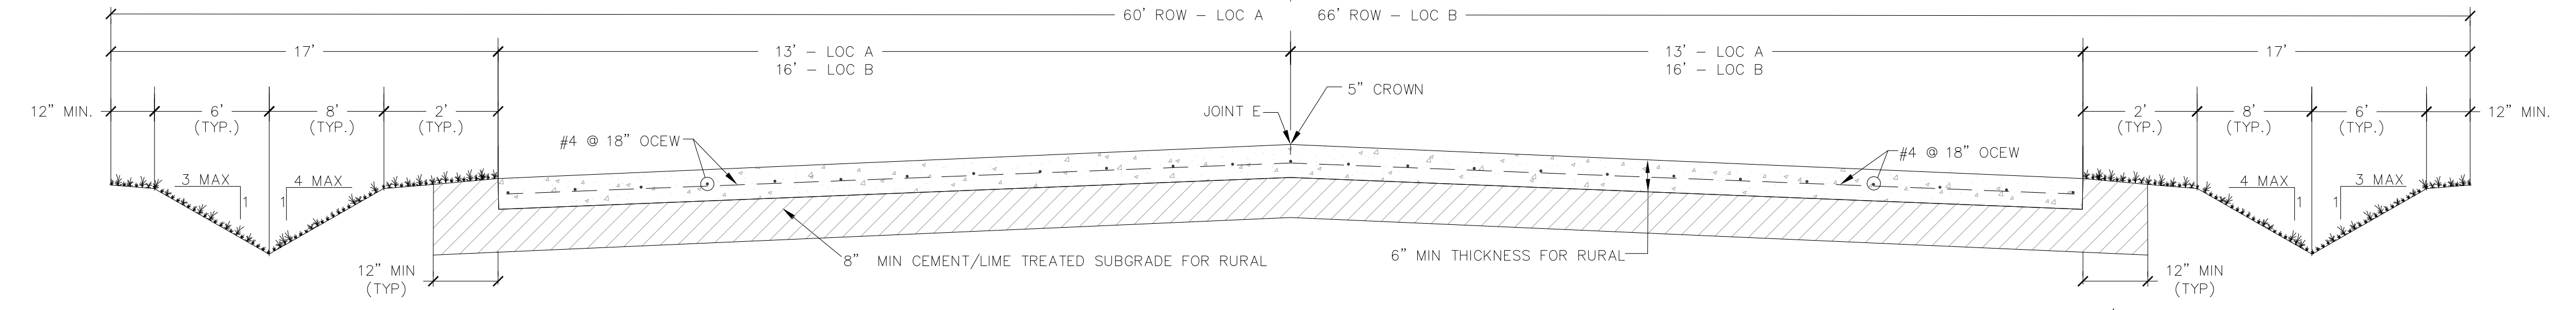 60' ROW – LOC A 66' ROW – LOC B
17' 13' – LOC A 13' – LOC A 17'
16' – LOC B 16' – LOC B
12" MIN. 6' 8' 2' 5" CROWN 2' 8' 6' 12" MIN.
(TYP.) (TYP.) (TYP.) JOINT E (TYP.) (TYP.) (TYP.)
#4 @ 18" OCEW #4 @ 18" OCEW
3 MAX 4 MAX 4 MAX 3 MAX
1 1 1 1
8" MIN CEMENT/LIME TREATED SUBGRADE FOR RURAL 6" MIN THICKNESS FOR RURAL
12" MIN 12" MIN
(TYP) (TYP)